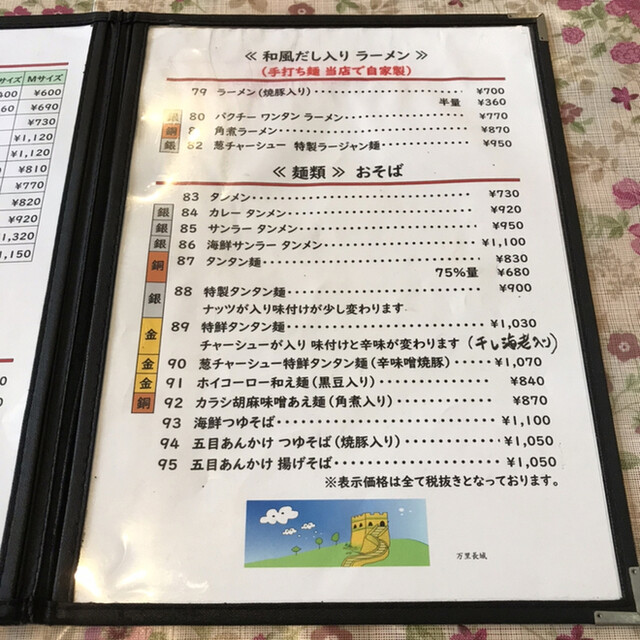 サイズ Mサイズ
400 ¥600
60 ¥690
¥730
¥1,120
¥1,120
¥810
¥770
¥820
¥920
1,320
1,150
≪ 和風だし入り ラーメン ≫
(手打ち麺 当店で自家製)
79 ラーメン(焼豚入り) ¥700
半量 ¥360
銀 80 パクチー ワンタン ラーメン ¥770
銅 8 角煮ラーメン ¥870
銀 82 葱チャーシュー 特製ラージャン麺 ¥950
≪ 麺類 ≫ おそば
83 タンメン ¥730
銀 84 カレー タンメン ¥920
銀 85 サンラー タンメン ¥950
銀 86 海鮮サンラー タンメン ¥1,100
銅 87 タンタン麺 ¥830
75%量 ¥680
銀 88 特製タンタン麺 ¥900
ナッツが入り味付けが少し変わります
金 89 特鮮タンタン麺 ¥1,030
チャーシューが入り 味付けと辛味が変わります (干し海老入り)
金 90 葱チャーシュー特鮮タンタン麺(辛味噌焼豚) ¥1,070
金 91 ホイコーロー和え麺(黒豆入り) ¥840
銅 92 カラシ胡麻味噌あえ麺(角煮入り) ¥870
93 海鮮つゆそば ¥1,100
94 五目あんかけ つゆそば(焼豚入り) ¥1,050
95 五目あんかけ 揚げそば ¥1,050
※表示価格は全て税抜きとなっております。
万里長城